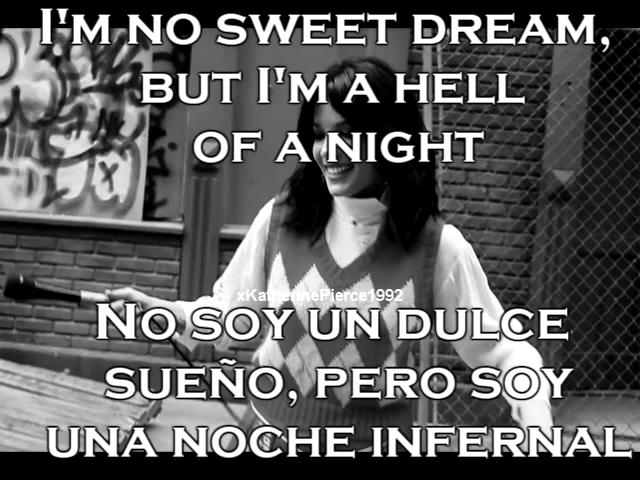 I'M NO SWEET DREAM,
BUT I'M A HELL
OF A NIGHT
xKatherinePierce1992
NO SOY UN DULCE
SUEÑO, PERO SOY
UNA NOCHE INFERNAL